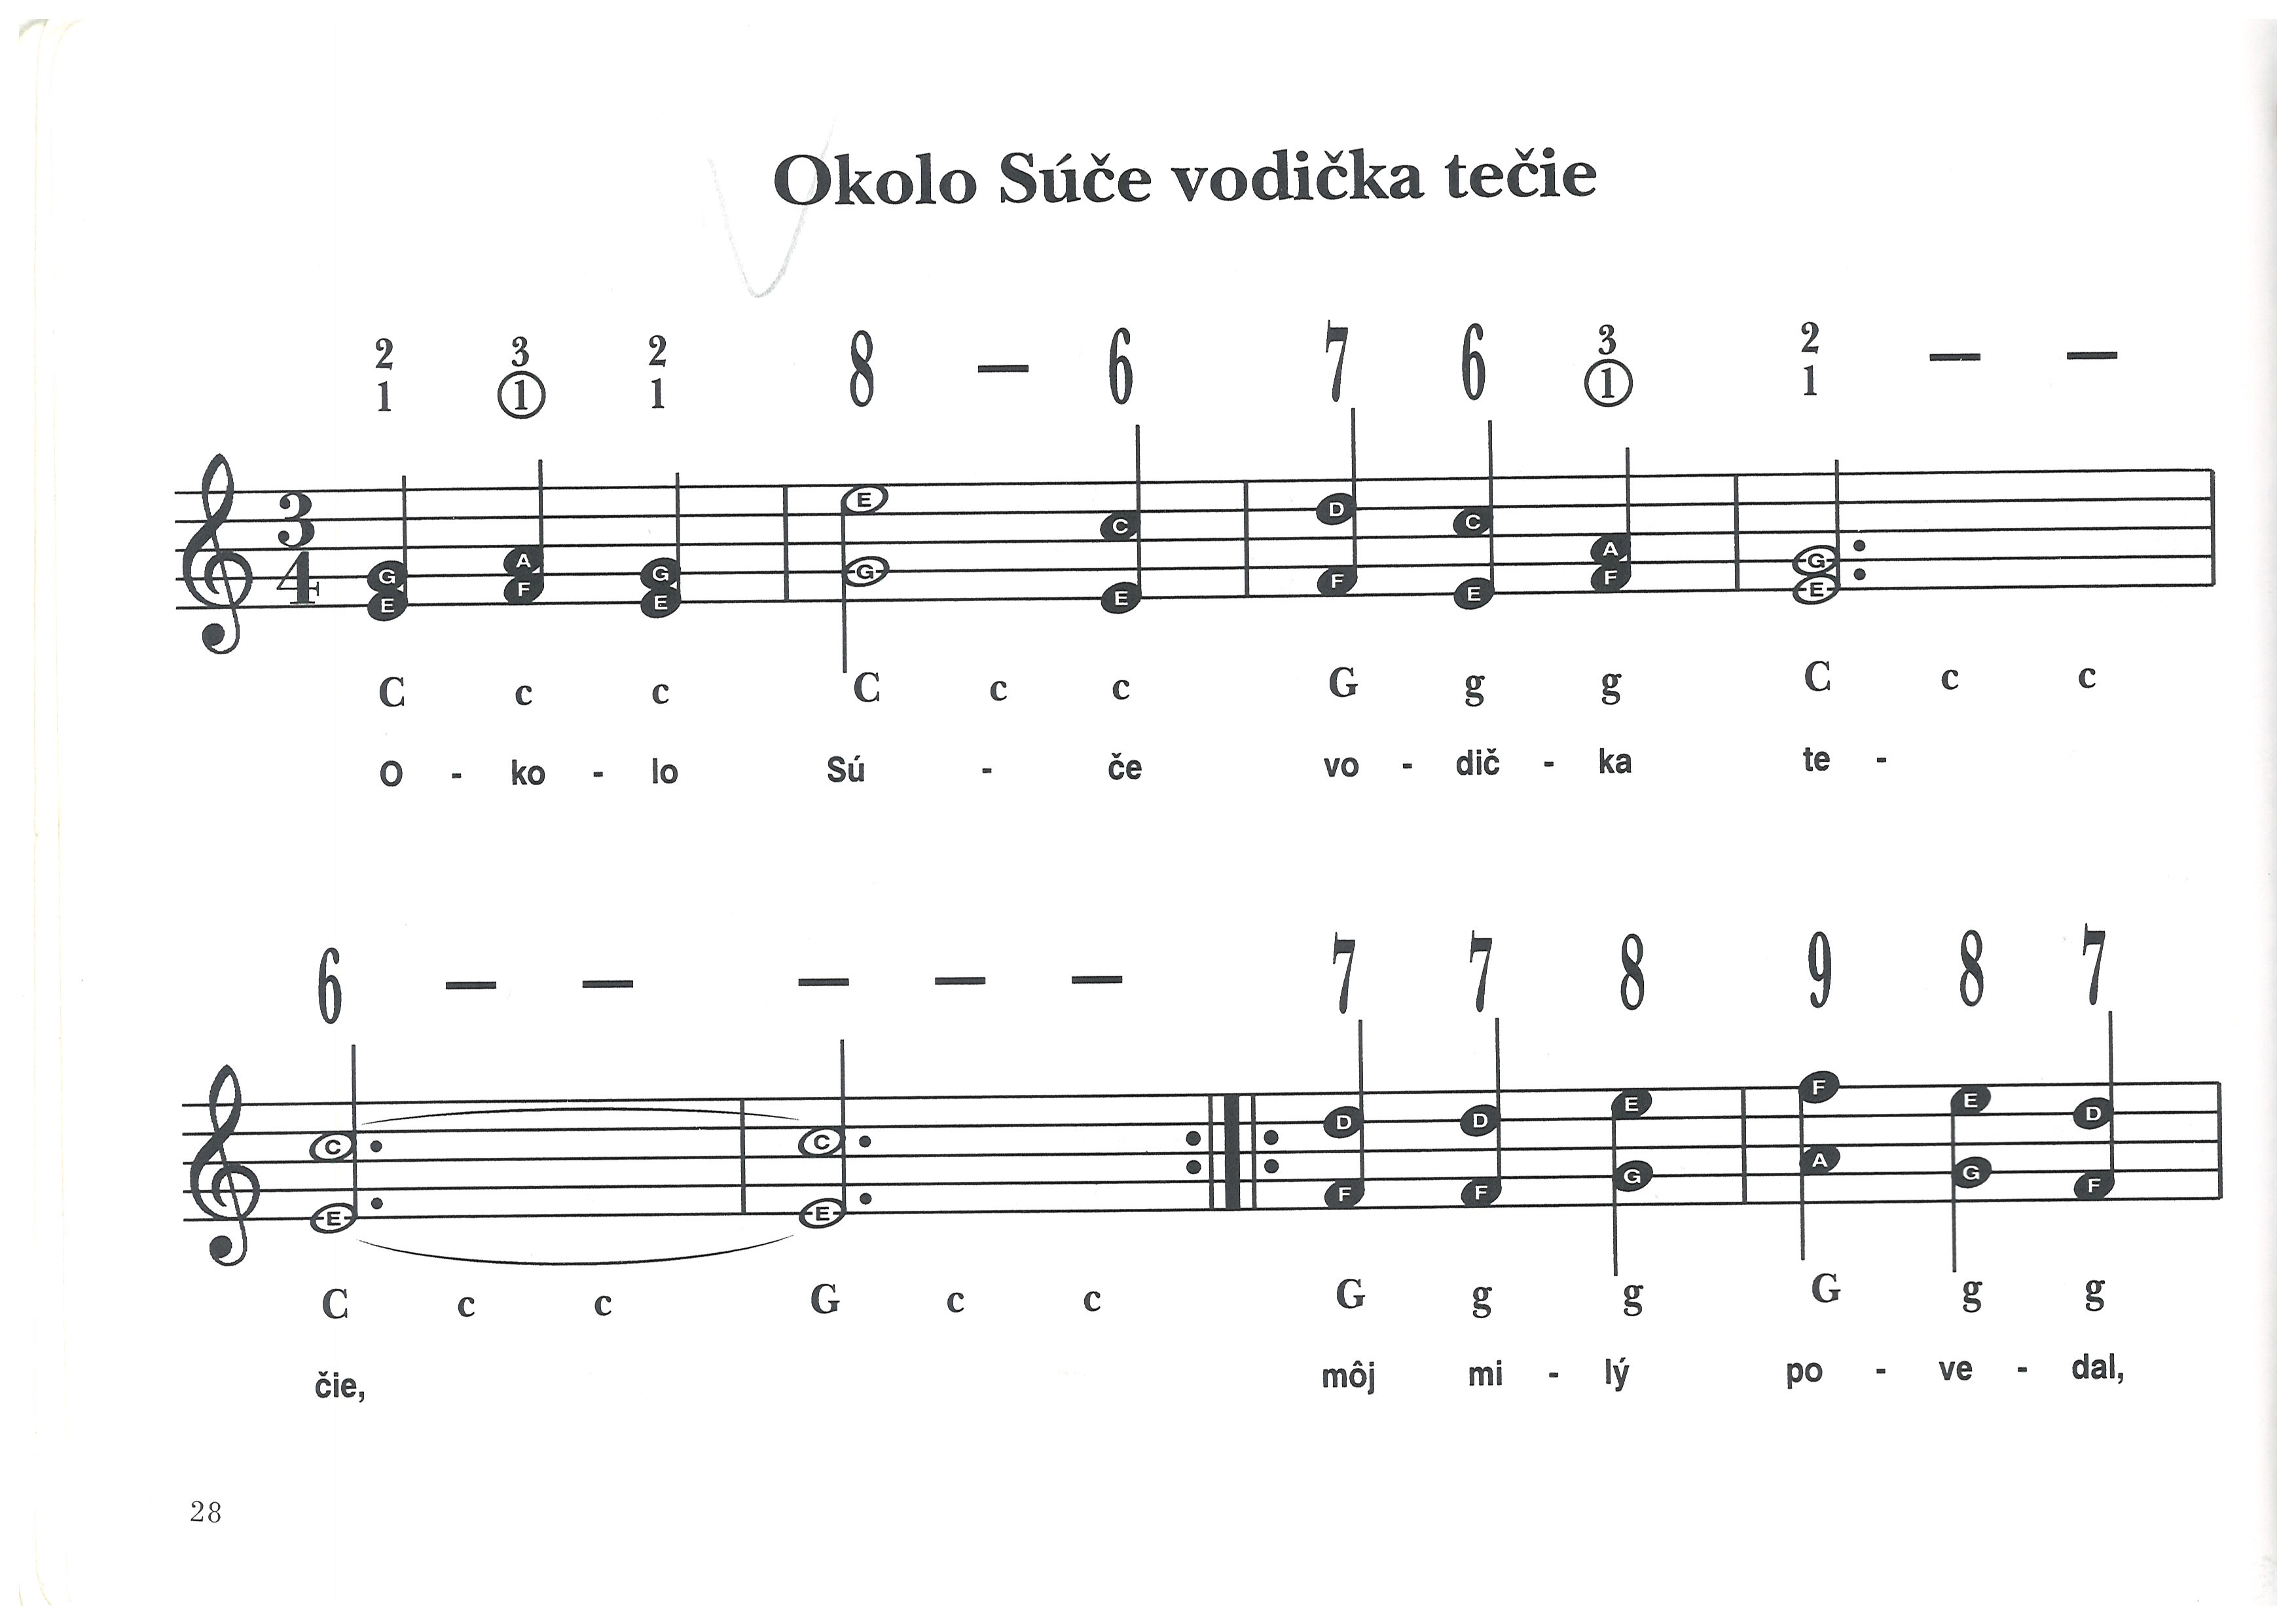 Okolo Súče vodička tečie
2 3 2 8 – 6 7 6 3 2 – –
1 1 1 1 1
3
4
G A G E C D C A G
E F E G E F E F E
C c c C c c G g g C c c
O - ko - lo Sú - če vo - dič - ka te -
6 – – – – – 7 7 8 9 8 7
C C D D E F E D
E E F F G A G F
C c c G c c G g g G g g
čie, môj mi - lý po - ve - dal,
28